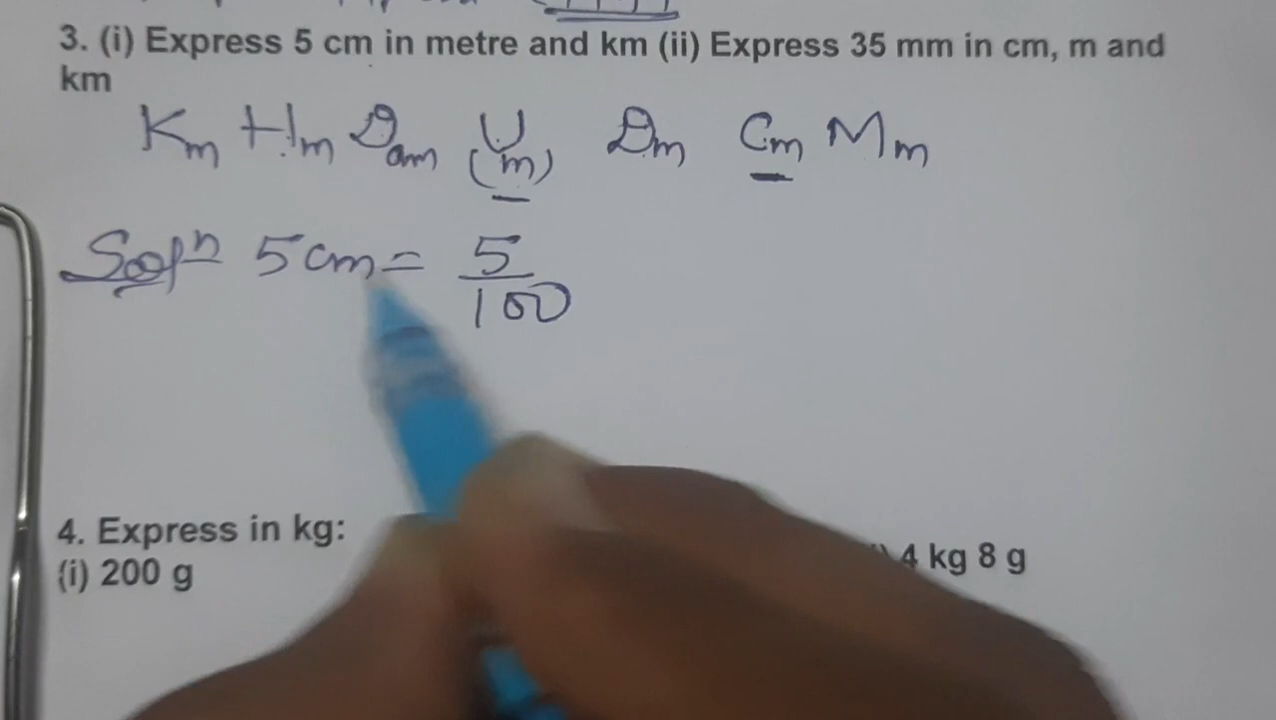 3. (i) Express 5 cm in metre and km (ii) Express 35 mm in cm, m and
km
Km Hm Dam U (m) Dm Cm Mm
Solⁿ 5 cm = 5/100
4. Express in kg:
(i) 200 g
4 kg 8 g